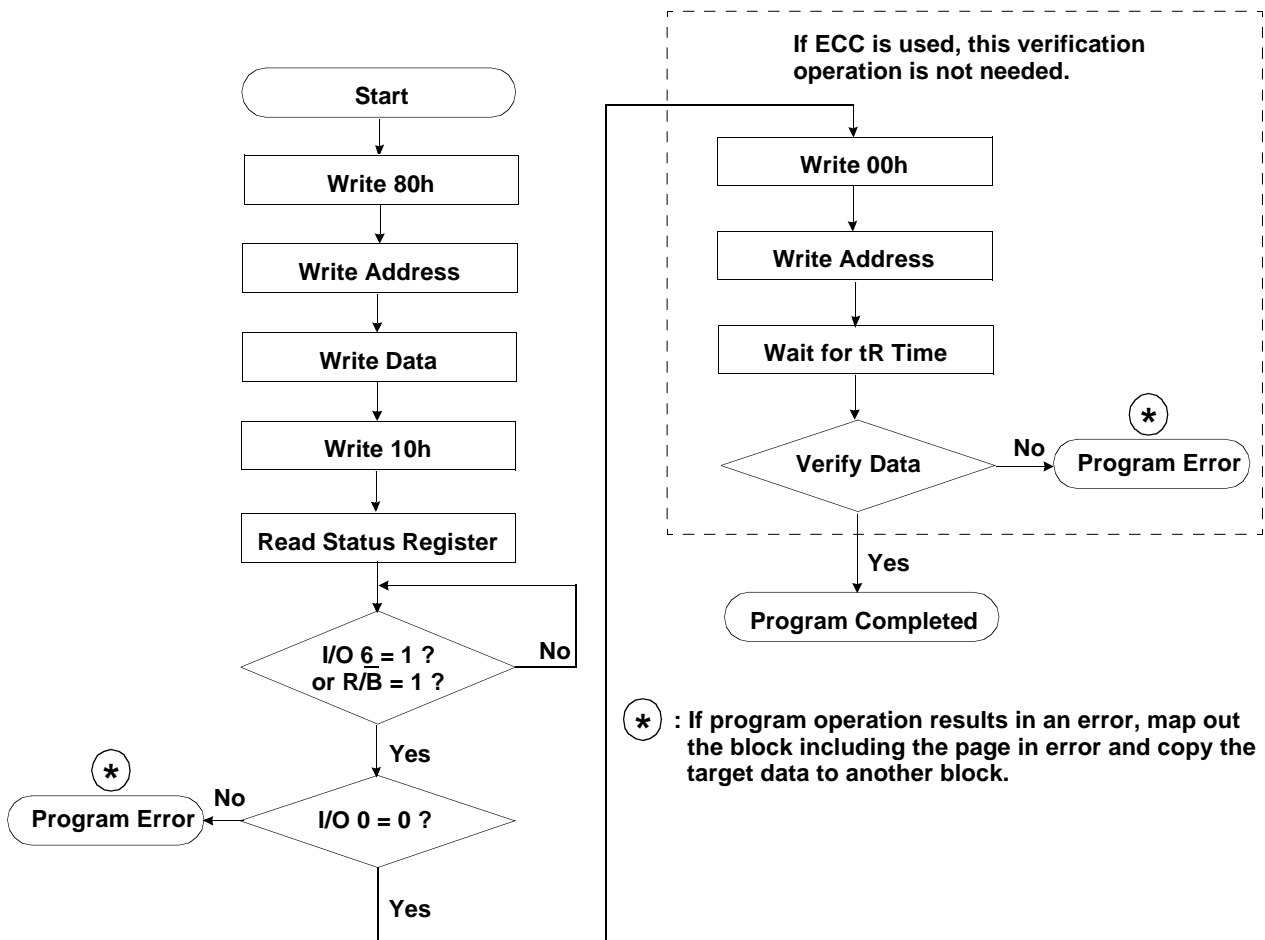 Start
Write 80h
Write Address
Write Data
Write 10h
Read Status Register
I/O 6 = 1 ?
or R/B = 1 ?
No
Yes
*
No
Program Error
I/O 0 = 0 ?
Yes
If ECC is used, this verification
operation is not needed.
Write 00h
Write Address
Wait for tR Time
*
Verify Data
No
Program Error
Yes
Program Completed
* : If program operation results in an error, map out
the block including the page in error and copy the
target data to another block.